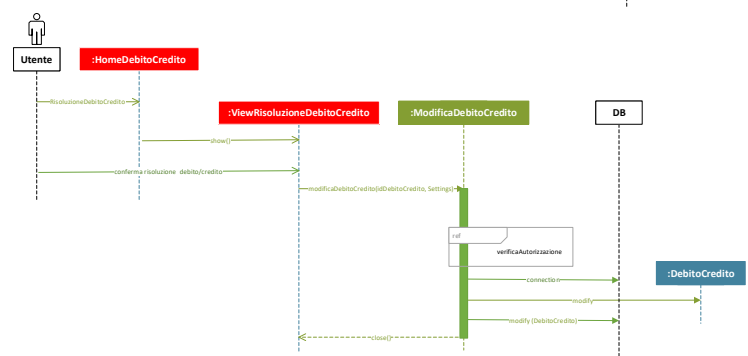 Utente
:HomeDebitoCredito
RisoluzioneDebitoCredito
:ViewRisoluzioneDebitoCredito
:ModificaDebitoCredito
DB
show()
conferma risoluzione debito/credito
modificaDebitoCredito(idDebitoCredito, Settings)
ref
verificaAutorizzazione
:DebitoCredito
connection
modify
modify (DebitoCredito)
close()